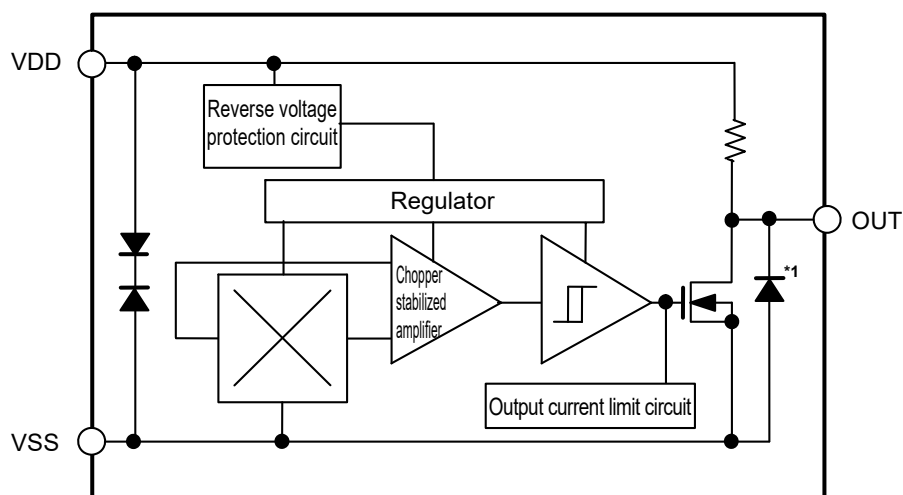 VDD
Reverse voltage
protection circuit
Regulator
OUT
*1
Chopper
stabilized
amplifier
Output current limit circuit
VSS